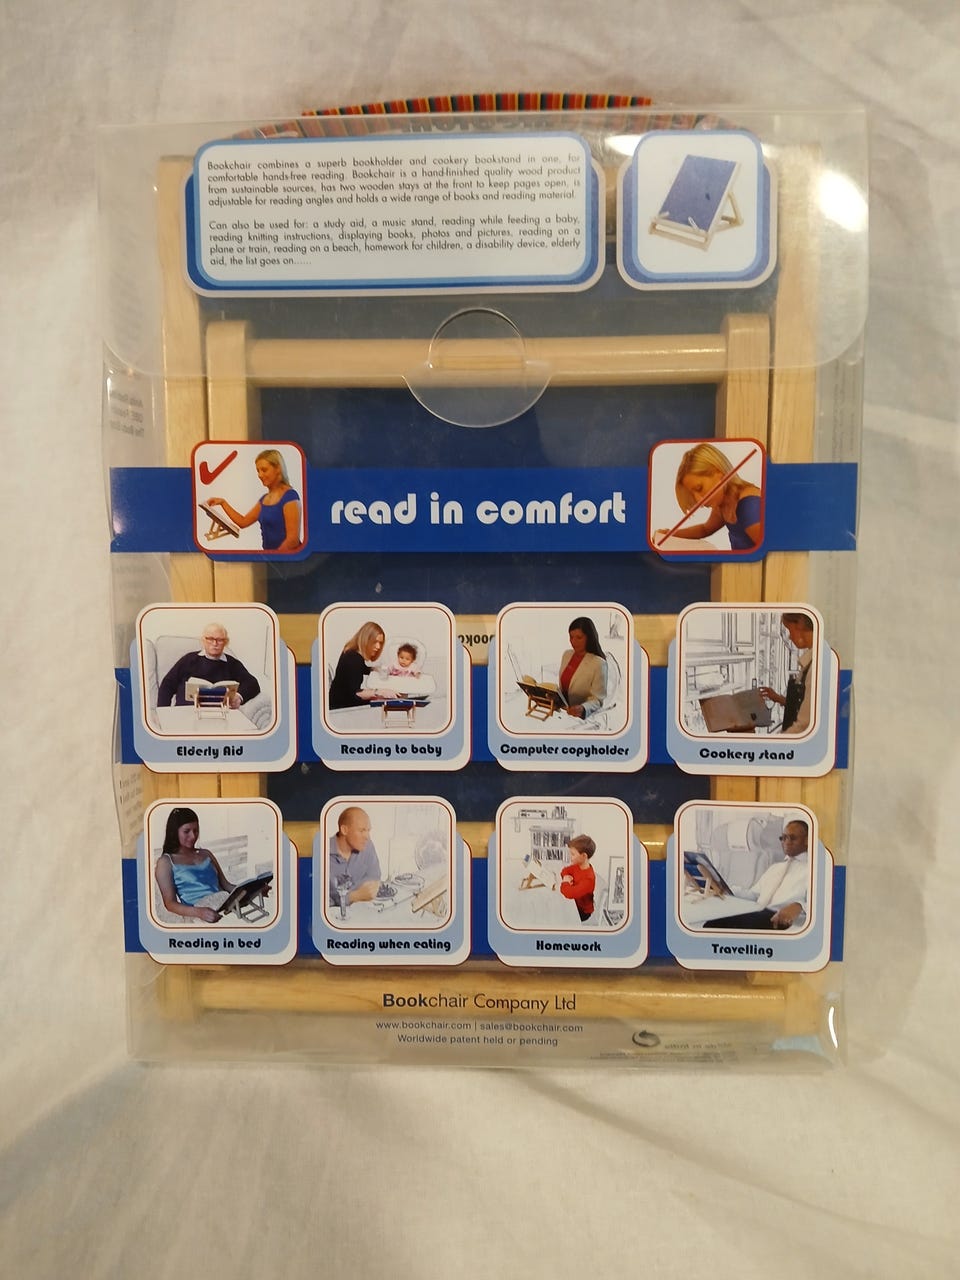 Bookchair combines a superb bookholder and cookery bookstand in one, for
comfortable hands-free reading. Bookchair is a hand-finished quality wood product
from sustainable sources, has two wooden stays at the front to keep pages open, is
adjustable for reading angles and holds a wide range of books and reading material.
Can also be used for: a study aid, a music stand, reading while feeding a baby,
reading knitting instructions, displaying books, photos and pictures, reading on a
plane or train, reading on a beach, homework for children, a disability device, elderly
aid, the list goes on......
read in comfort
Elderly Aid
Reading to baby
Computer copyholder
Cookery stand
Reading in bed
Reading when eating
Homework
Travelling
Bookchair Company Ltd
www.bookchair.com | sales@bookchair.com
Worldwide patent held or pending